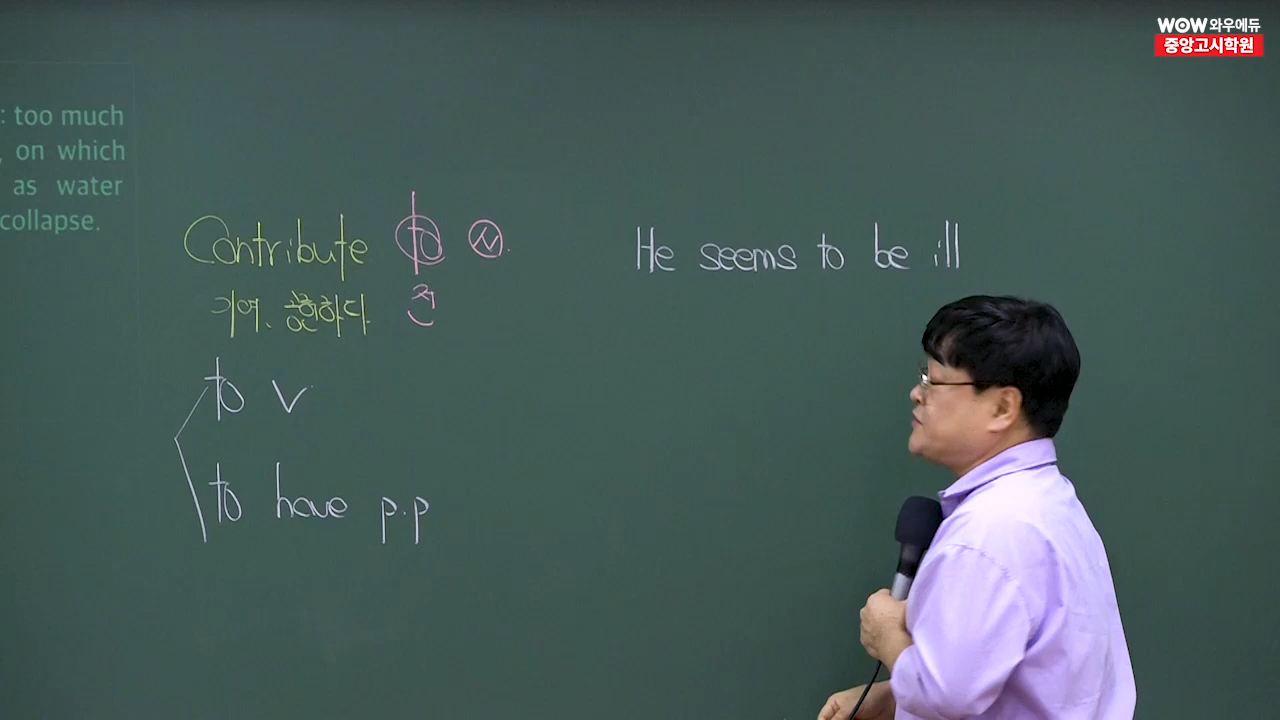 WOW 와우에듀
중앙고시학원
: too much
, on which
as water
collapse.
Contribute to N.
기여. 공헌하다. 전
to V
to have p.p
He seems to be ill